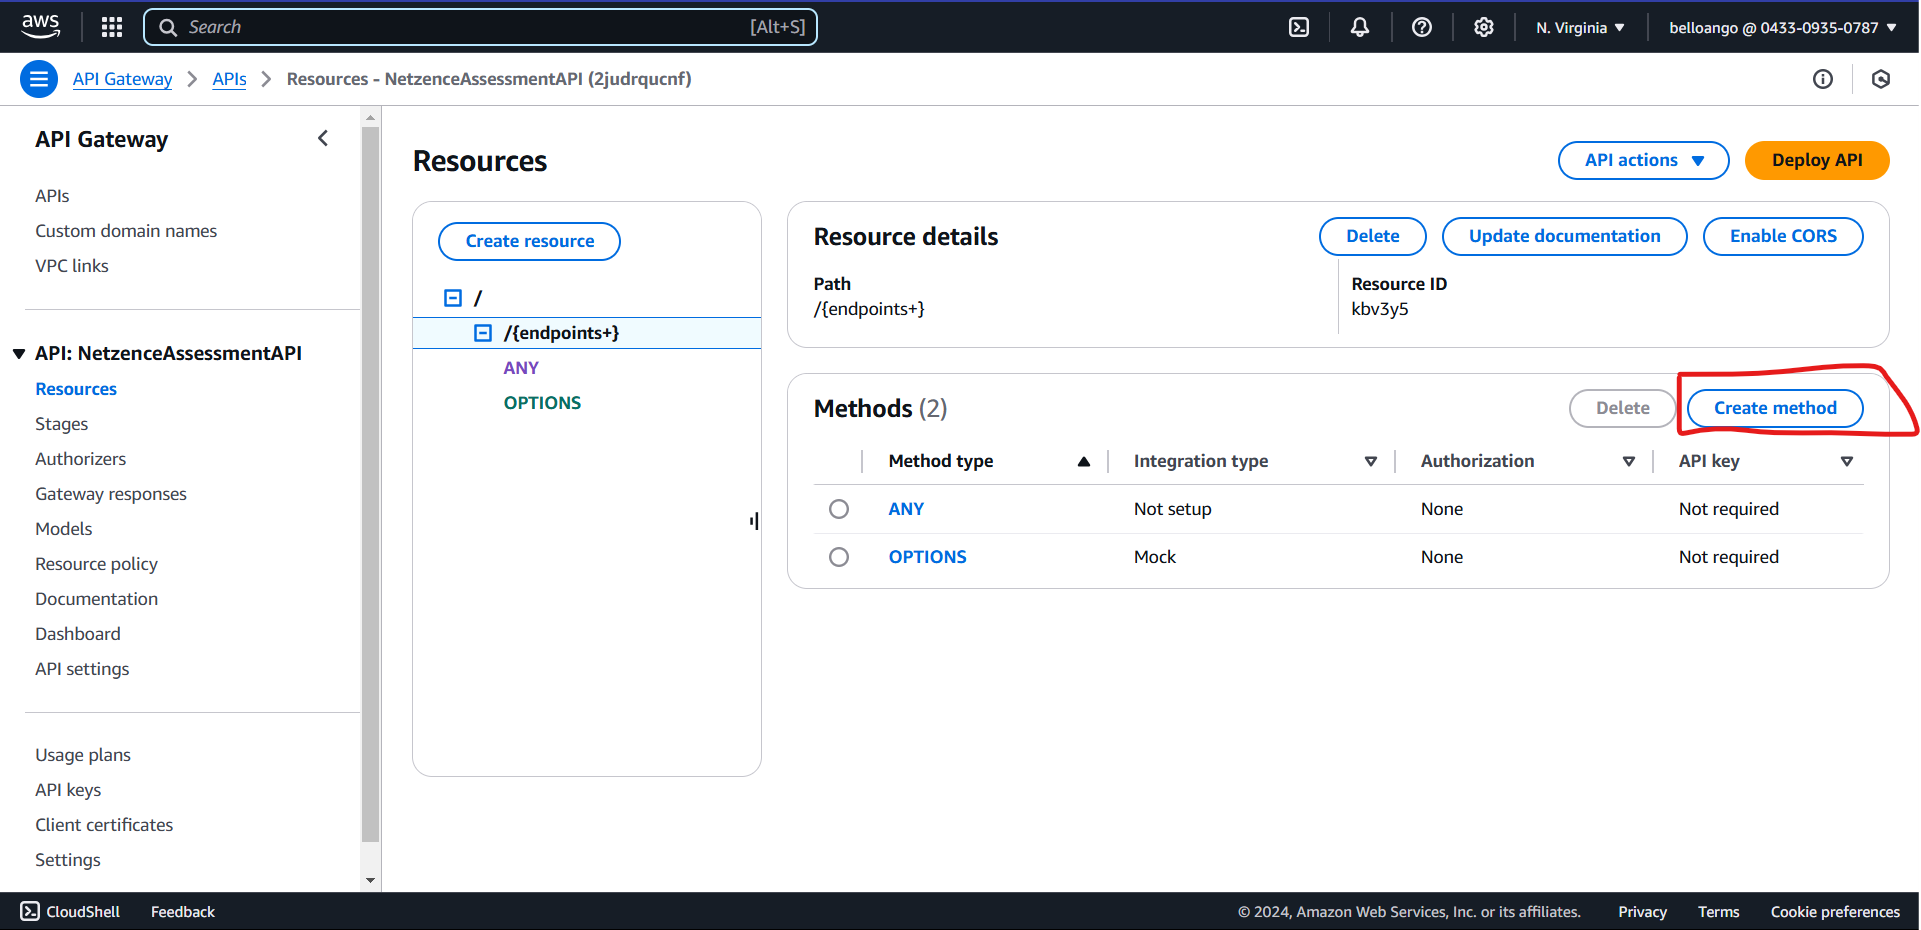 aws Search [Alt+S] N. Virginia belloango @ 0433-0935-0787
API Gateway APIs Resources - NetzenceAssessmentAPI (2judrqucnf)
API Gateway
APIs
Custom domain names
VPC links
API: NetzenceAssessmentAPI
Resources
Stages
Authorizers
Gateway responses
Models
Resource policy
Documentation
Dashboard
API settings
Usage plans
API keys
Client certificates
Settings
Resources
API actions Deploy API
Create resource
/
/{endpoints+}
ANY
OPTIONS
Resource details
Delete Update documentation Enable CORS
Path
/{endpoints+}
Resource ID
kbv3y5
Methods (2)
Delete Create method
Method type Integration type Authorization API key
ANY Not setup None Not required
OPTIONS Mock None Not required
CloudShell Feedback © 2024, Amazon Web Services, Inc. or its affiliates. Privacy Terms Cookie preferences